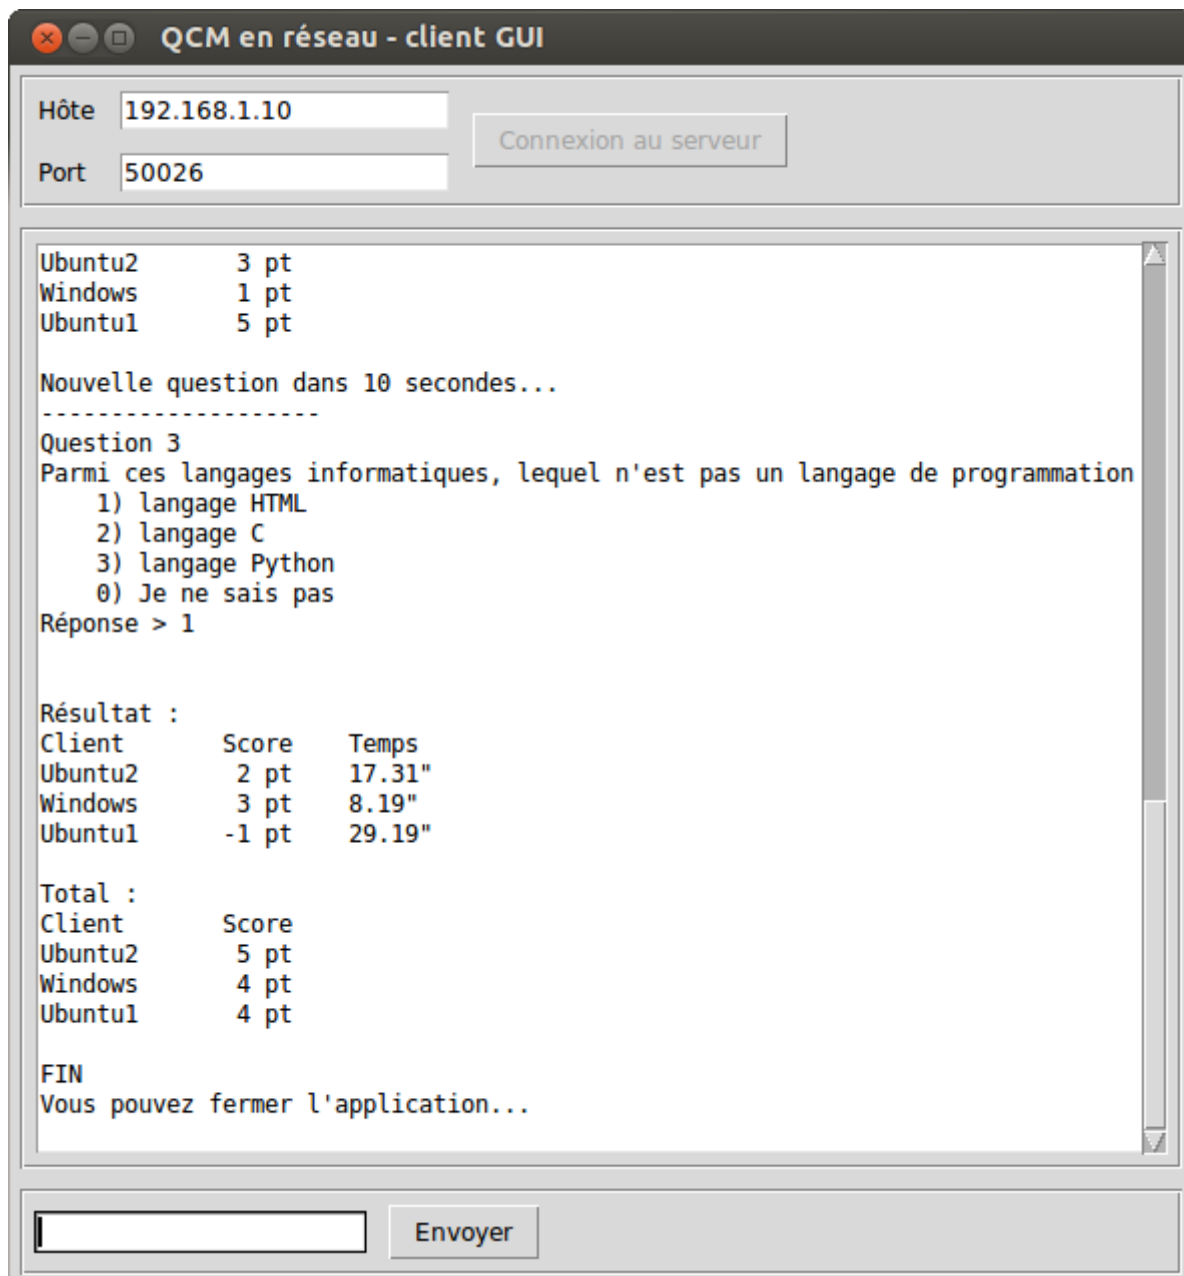 QCM en réseau - client GUI
Hôte 192.168.1.10
Connexion au serveur
Port 50026
Ubuntu2       3 pt
Windows       1 pt
Ubuntu1       5 pt
Nouvelle question dans 10 secondes...
--------------------
Question 3
Parmi ces langages informatiques, lequel n'est pas un langage de programmation
    1) langage HTML
    2) langage C
    3) langage Python
    0) Je ne sais pas
Réponse > 1
Résultat :
Client       Score    Temps
Ubuntu2       2 pt    17.31"
Windows       3 pt    8.19"
Ubuntu1      -1 pt    29.19"
Total :
Client       Score
Ubuntu2       5 pt
Windows       4 pt
Ubuntu1       4 pt
FIN
Vous pouvez fermer l'application...
Envoyer